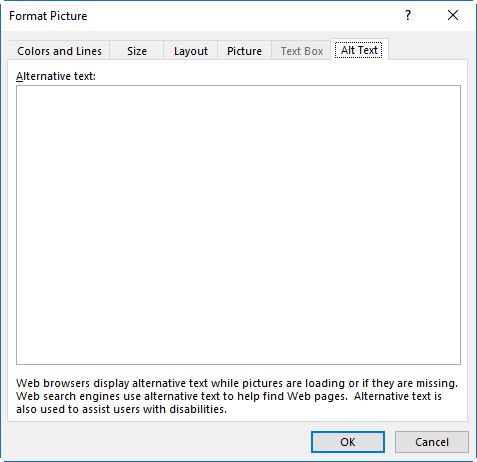 Format Picture
?
Colors and Lines Size Layout Picture Text Box Alt Text
Alternative text:
Web browsers display alternative text while pictures are loading or if they are missing.
Web search engines use alternative text to help find Web pages.  Alternative text is
also used to assist users with disabilities.
OK Cancel